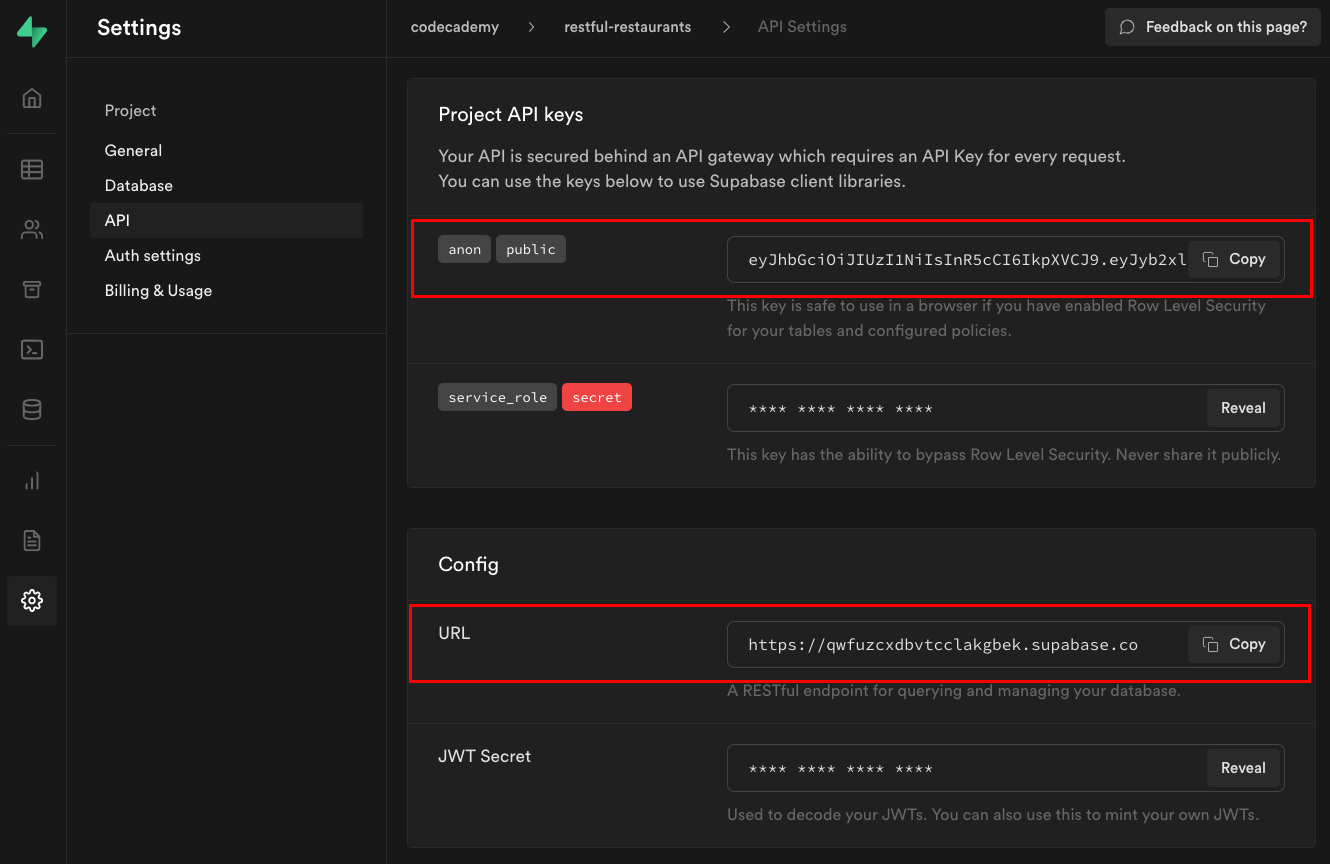 Settings
codecademy > restful-restaurants > API Settings
Feedback on this page?
Project
General
Database
API
Auth settings
Billing & Usage
Project API keys
Your API is secured behind an API gateway which requires an API Key for every request.
You can use the keys below to use Supabase client libraries.
anon public
eyJhbGciOiJIUzI1NiIsInR5cCI6IkpXVCJ9.eyJyb2xl
Copy
This key is safe to use in a browser if you have enabled Row Level Security
for your tables and configured policies.
service_role secret
**** **** **** ****
Reveal
This key has the ability to bypass Row Level Security. Never share it publicly.
Config
URL
https://qwfuzcxdbvtcclakgbek.supabase.co
Copy
A RESTful endpoint for querying and managing your database.
JWT Secret
**** **** **** ****
Reveal
Used to decode your JWTs. You can also use this to mint your own JWTs.